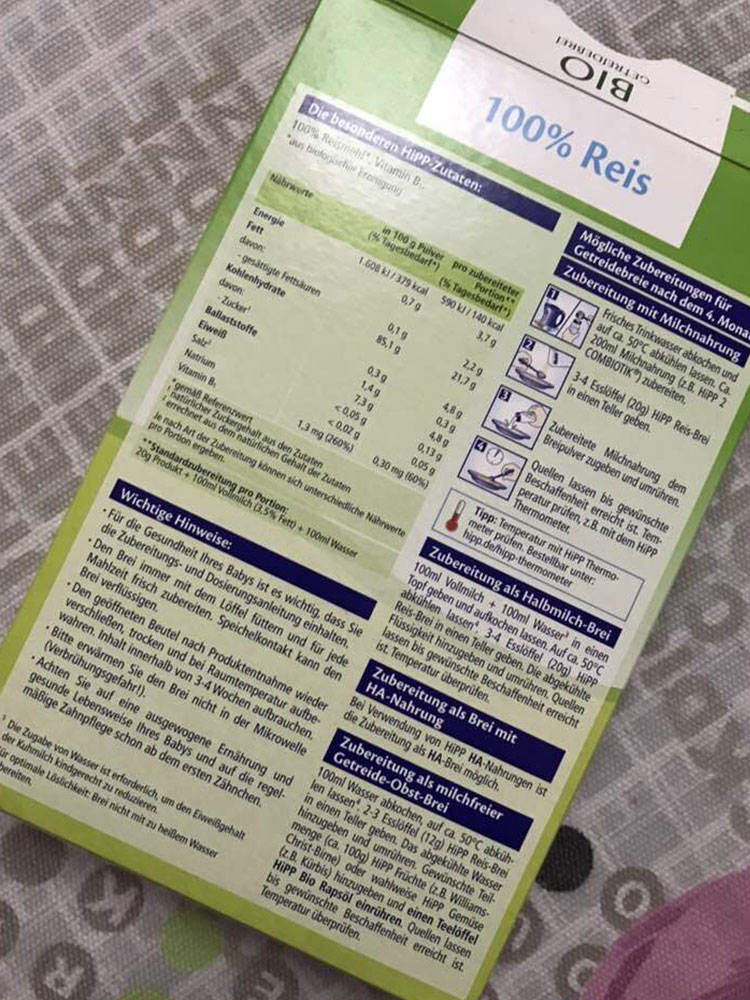 BIO
GETREIDEBREI
100% Reis
Die besonderen HiPP-Zutaten:
100% Reismehl*, Vitamin B₁.
*aus biologischer Erzeugung
Nährwerte
in 100 g Pulver
(% Tagesbedarf*)
pro zubereiteter
Portion**
(% Tagesbedarf*)
Energie 1.608 kJ/379 kcal 590 kJ/140 kcal
Fett 0,7 g 3,7 g
davon:
- gesättigte Fettsäuren 0,1 g 2,2 g
Kohlenhydrate 85,1 g 21,7 g
davon:
- Zucker¹ 0,3 g 4,8 g
Ballaststoffe 1,4 g 0,3 g
Eiweiß 7,3 g 4,8 g
Salz² < 0,05 g 0,13 g
Natrium < 0,02 g 0,05 g
Vitamin B₁ 1,3 mg (260%) 0,30 mg (60%)
*gemäß Referenzwert
¹ natürlicher Zuckergehalt aus den Zutaten
² errechnet aus dem natürlichen Gehalt der Zutaten
Je nach Art der Zubereitung können sich unterschiedliche Nährwerte
pro Portion ergeben.
**Standardzubereitung pro Portion:
20g Produkt + 100ml Vollmilch (3,5% Fett) + 100ml Wasser
Wichtige Hinweise:
· Für die Gesundheit Ihres Babys ist es wichtig, dass Sie
die Zubereitungs- und Dosierungsanleitung einhalten.
· Den Brei immer mit dem Löffel füttern und für jede
Mahlzeit frisch zubereiten. Speichelkontakt kann den
Brei verflüssigen.
· Den geöffneten Beutel nach Produktentnahme wieder
verschließen, trocken und bei Raumtemperatur aufbe-
wahren. Inhalt innerhalb von 3-4 Wochen aufbrauchen.
· Bitte erwärmen Sie den Brei nicht in der Mikrowelle
(Verbrühungsgefahr!).
· Achten Sie auf eine ausgewogene Ernährung und
gesunde Lebensweise Ihres Babys und auf die regel-
mäßige Zahnpflege schon ab dem ersten Zähnchen.
³ Die Zugabe von Wasser ist erforderlich, um den Eiweißgehalt
der Kuhmilch kindgerecht zu reduzieren.
ür optimale Löslichkeit: Brei nicht mit zu heißem Wasser
bereiten.
Mögliche Zubereitungen für
Getreidebreie nach dem 4. Mona
Zubereitung mit Milchnahrung
1
Frisches Trinkwasser abkochen und
auf ca. 50°C abkühlen lassen. Ca.
200ml Milchnahrung (z.B. HiPP 2
COMBIOTIK®) zubereiten.
2
3-4 Esslöffel (20g) HiPP Reis-Brei
in einen Teller geben.
3
Zubereitete Milchnahrung dem
Breipulver zugeben und umrühren.
4
Quellen lassen bis gewünschte
Beschaffenheit erreicht ist. Tem-
peratur prüfen, z.B. mit dem HiPP
Thermometer.
Tipp: Temperatur mit HiPP Thermo-
meter prüfen. Bestellbar unter:
hipp.de/hipp-thermometer
Zubereitung als Halbmilch-Brei
100ml Vollmilch + 100ml Wasser³ in einen
Topf geben und aufkochen lassen. Auf ca. 50°C
abkühlen lassen⁴. 3-4 Esslöffel (20g) HiPP
Reis-Brei in einen Teller geben. Die abgekühlte
Flüssigkeit hinzugeben und umrühren. Quellen
lassen bis gewünschte Beschaffenheit erreicht
ist. Temperatur überprüfen.
Zubereitung als Brei mit
HA-Nahrung
Bei Verwendung von HiPP HA-Nahrungen ist
die Zubereitung als HA-Brei möglich.
Zubereitung als milchfreier
Getreide-Obst-Brei
100ml Wasser abkochen, auf ca. 50°C abküh-
len lassen⁴. 2-3 Esslöffel (12g) HiPP Reis-Brei
in einen Teller geben. Das abgekühlte Wasser
hinzugeben und umrühren. Gewünschte Teil-
menge (ca. 100g) HiPP Früchte (z.B. Williams-
Christ-Birne) oder wahlweise HiPP Gemüse
(z.B. Kürbis) hinzugeben und einen Teelöffel
HiPP Bio Rapsöl einrühren. Quellen lassen
bis gewünschte Beschaffenheit erreicht ist.
Temperatur überprüfen.